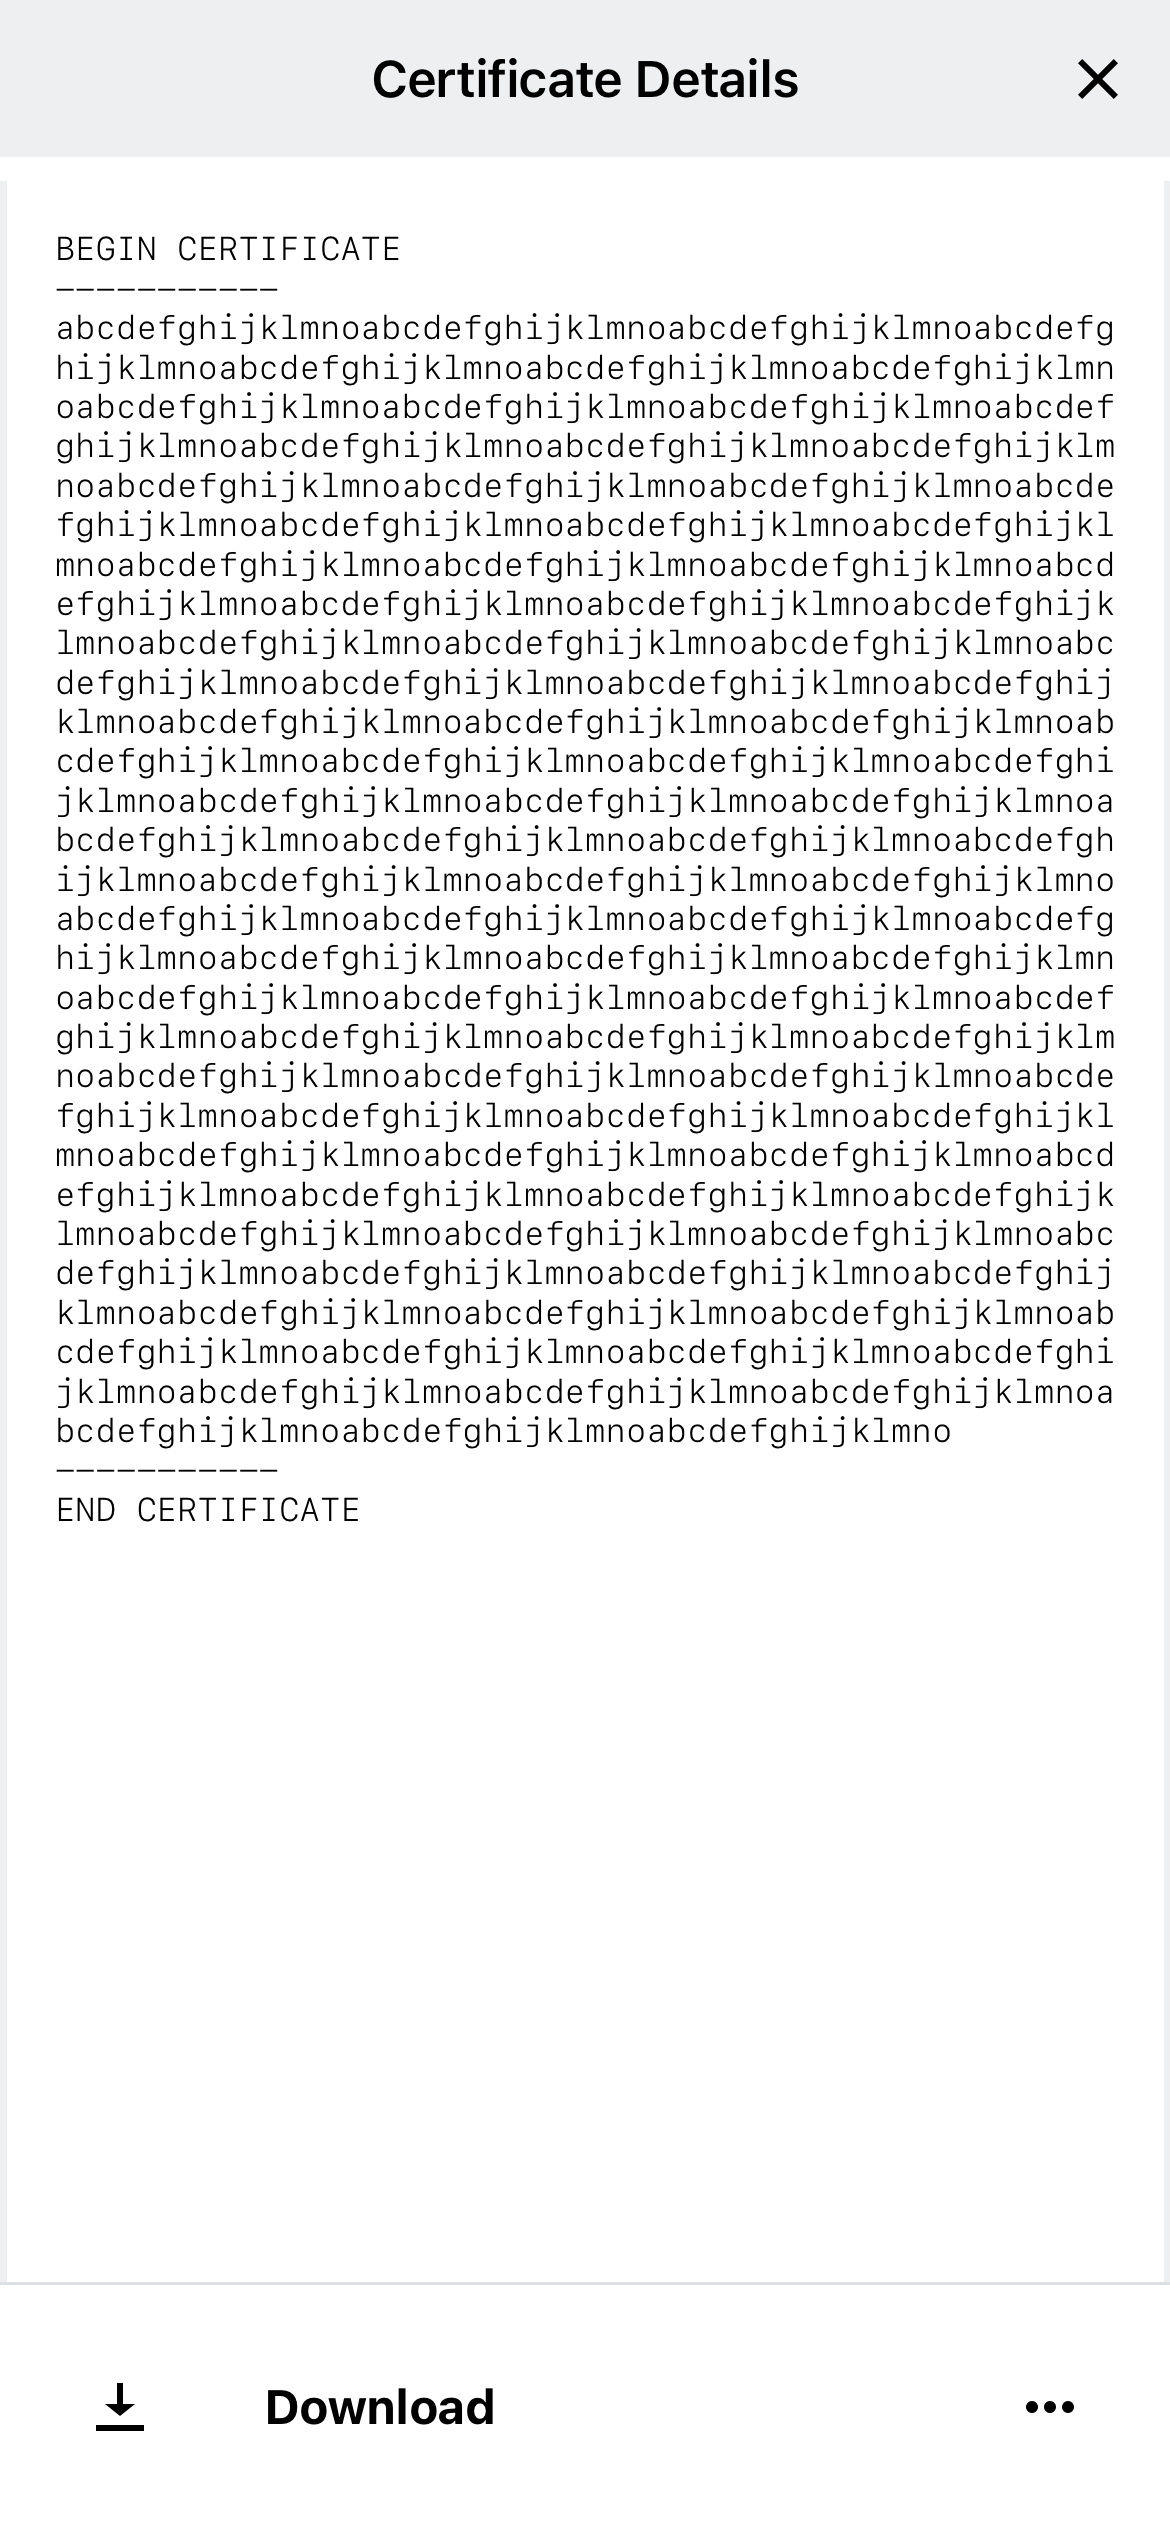 Certificate Details
BEGIN CERTIFICATE
-----------
abcdefghijklmnoabcdefghijklmnoabcdefghijklmnoabcdefg
hijklmnoabcdefghijklmnoabcdefghijklmnoabcdefghijklmn
oabcdefghijklmnoabcdefghijklmnoabcdefghijklmnoabcdef
ghijklmnoabcdefghijklmnoabcdefghijklmnoabcdefghijklm
noabcdefghijklmnoabcdefghijklmnoabcdefghijklmnoabcde
fghijklmnoabcdefghijklmnoabcdefghijklmnoabcdefghijkl
mnoabcdefghijklmnoabcdefghijklmnoabcdefghijklmnoabcd
efghijklmnoabcdefghijklmnoabcdefghijklmnoabcdefghijk
lmnoabcdefghijklmnoabcdefghijklmnoabcdefghijklmnoabc
defghijklmnoabcdefghijklmnoabcdefghijklmnoabcdefghij
klmnoabcdefghijklmnoabcdefghijklmnoabcdefghijklmnoab
cdefghijklmnoabcdefghijklmnoabcdefghijklmnoabcdefghi
jklmnoabcdefghijklmnoabcdefghijklmnoabcdefghijklmnoa
bcdefghijklmnoabcdefghijklmnoabcdefghijklmnoabcdefgh
ijklmnoabcdefghijklmnoabcdefghijklmnoabcdefghijklmno
abcdefghijklmnoabcdefghijklmnoabcdefghijklmnoabcdefg
hijklmnoabcdefghijklmnoabcdefghijklmnoabcdefghijklmn
oabcdefghijklmnoabcdefghijklmnoabcdefghijklmnoabcdef
ghijklmnoabcdefghijklmnoabcdefghijklmnoabcdefghijklm
noabcdefghijklmnoabcdefghijklmnoabcdefghijklmnoabcde
fghijklmnoabcdefghijklmnoabcdefghijklmnoabcdefghijkl
mnoabcdefghijklmnoabcdefghijklmnoabcdefghijklmnoabcd
efghijklmnoabcdefghijklmnoabcdefghijklmnoabcdefghijk
lmnoabcdefghijklmnoabcdefghijklmnoabcdefghijklmnoabc
defghijklmnoabcdefghijklmnoabcdefghijklmnoabcdefghij
klmnoabcdefghijklmnoabcdefghijklmnoabcdefghijklmnoab
cdefghijklmnoabcdefghijklmnoabcdefghijklmnoabcdefghi
jklmnoabcdefghijklmnoabcdefghijklmnoabcdefghijklmnoa
bcdefghijklmnoabcdefghijklmnoabcdefghijklmno
-----------
END CERTIFICATE
Download